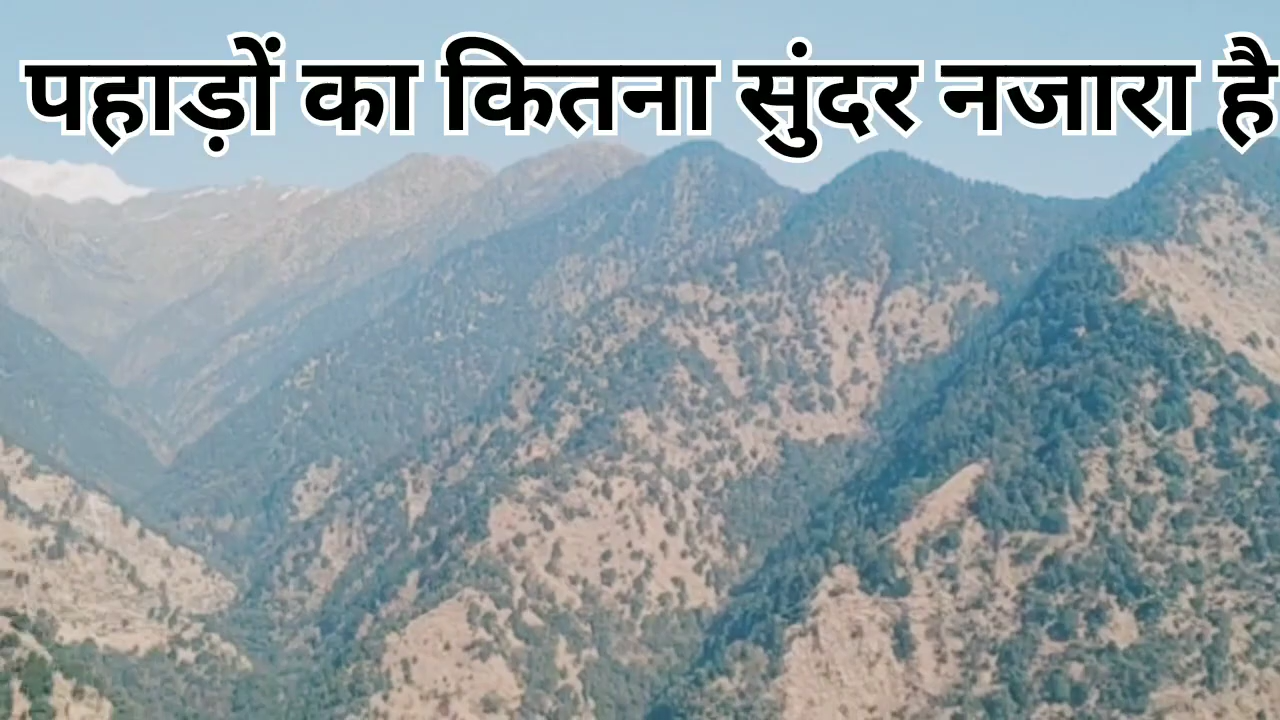 पहाड़ों का कितना सुंदर नजारा है